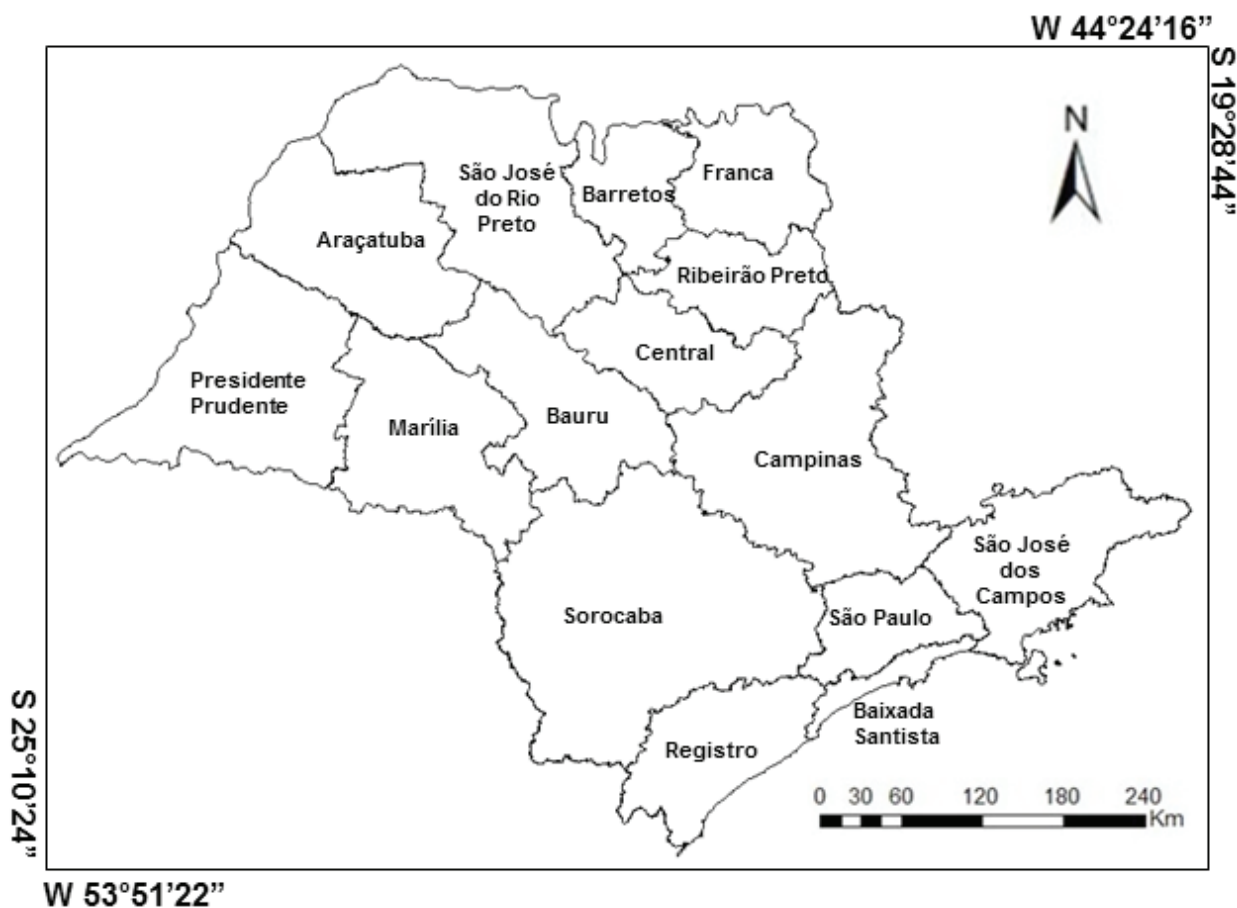 W 44°24’16”
S 19°28’44”
N
São José
do Rio
Preto
Barretos
Franca
Araçatuba
Ribeirão Preto
Central
Presidente
Prudente
Marília
Bauru
Campinas
São José
dos
Campos
Sorocaba
São Paulo
Baixada
Santista
Registro
0 30 60 120 180 240
Km
S 25°10’24”
W 53°51’22”